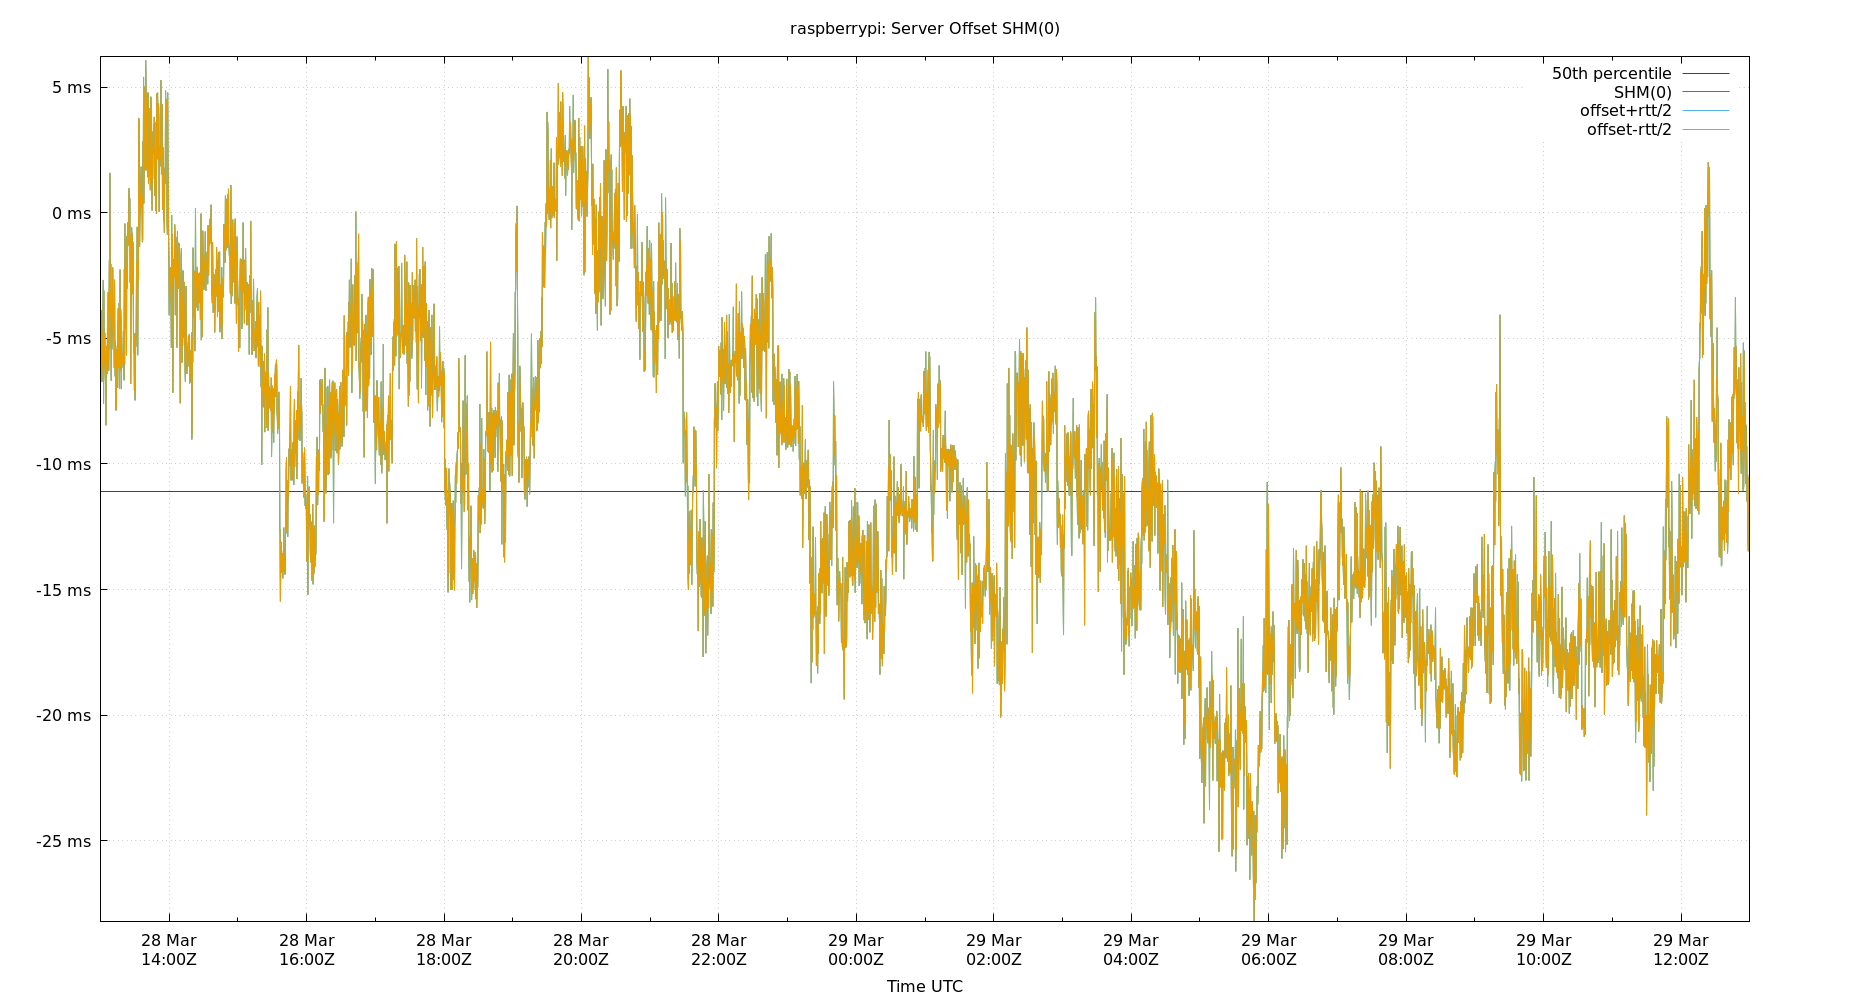 raspberrypi: Server Offset SHM(0)
50th percentile
SHM(0)
offset+rtt/2
offset-rtt/2
5 ms
0 ms
-5 ms
-10 ms
-15 ms
-20 ms
-25 ms
28 Mar 28 Mar 28 Mar 28 Mar 28 Mar 29 Mar 29 Mar 29 Mar 29 Mar 29 Mar 29 Mar 29 Mar
14:00Z 16:00Z 18:00Z 20:00Z 22:00Z 00:00Z 02:00Z 04:00Z 06:00Z 08:00Z 10:00Z 12:00Z
Time UTC